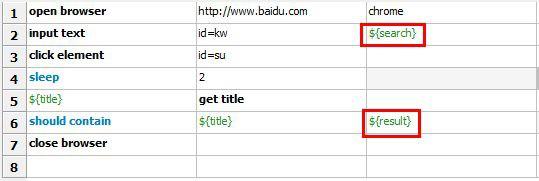 1 open browser http://www.baidu.com chrome
2 input text id=kw ${search}
3 click element id=su
4 sleep 2
5 ${title} get title
6 should contain ${title} ${result}
7 close browser
8